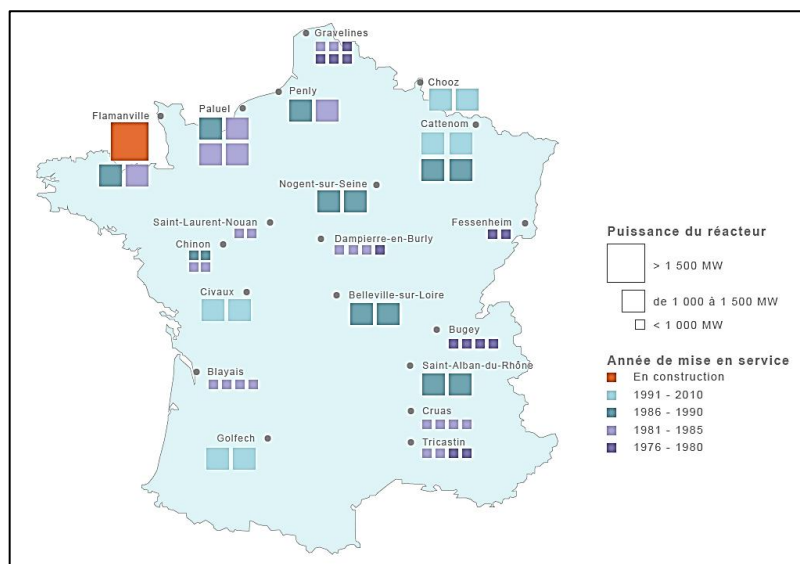 Gravelines
Chooz
Penly
Flamanville
Paluel
Cattenom
Nogent-sur-Seine
Saint-Laurent-Nouan
Fessenheim
Dampierre-en-Burly
Chinon
Civaux
Belleville-sur-Loire
Bugey
Blayais
Saint-Alban-du-Rhône
Cruas
Golfech
Tricastin
Puissance du réacteur
> 1 500 MW
de 1 000 à 1 500 MW
< 1 000 MW
Année de mise en service
En construction
1991 - 2010
1986 - 1990
1981 - 1985
1976 - 1980